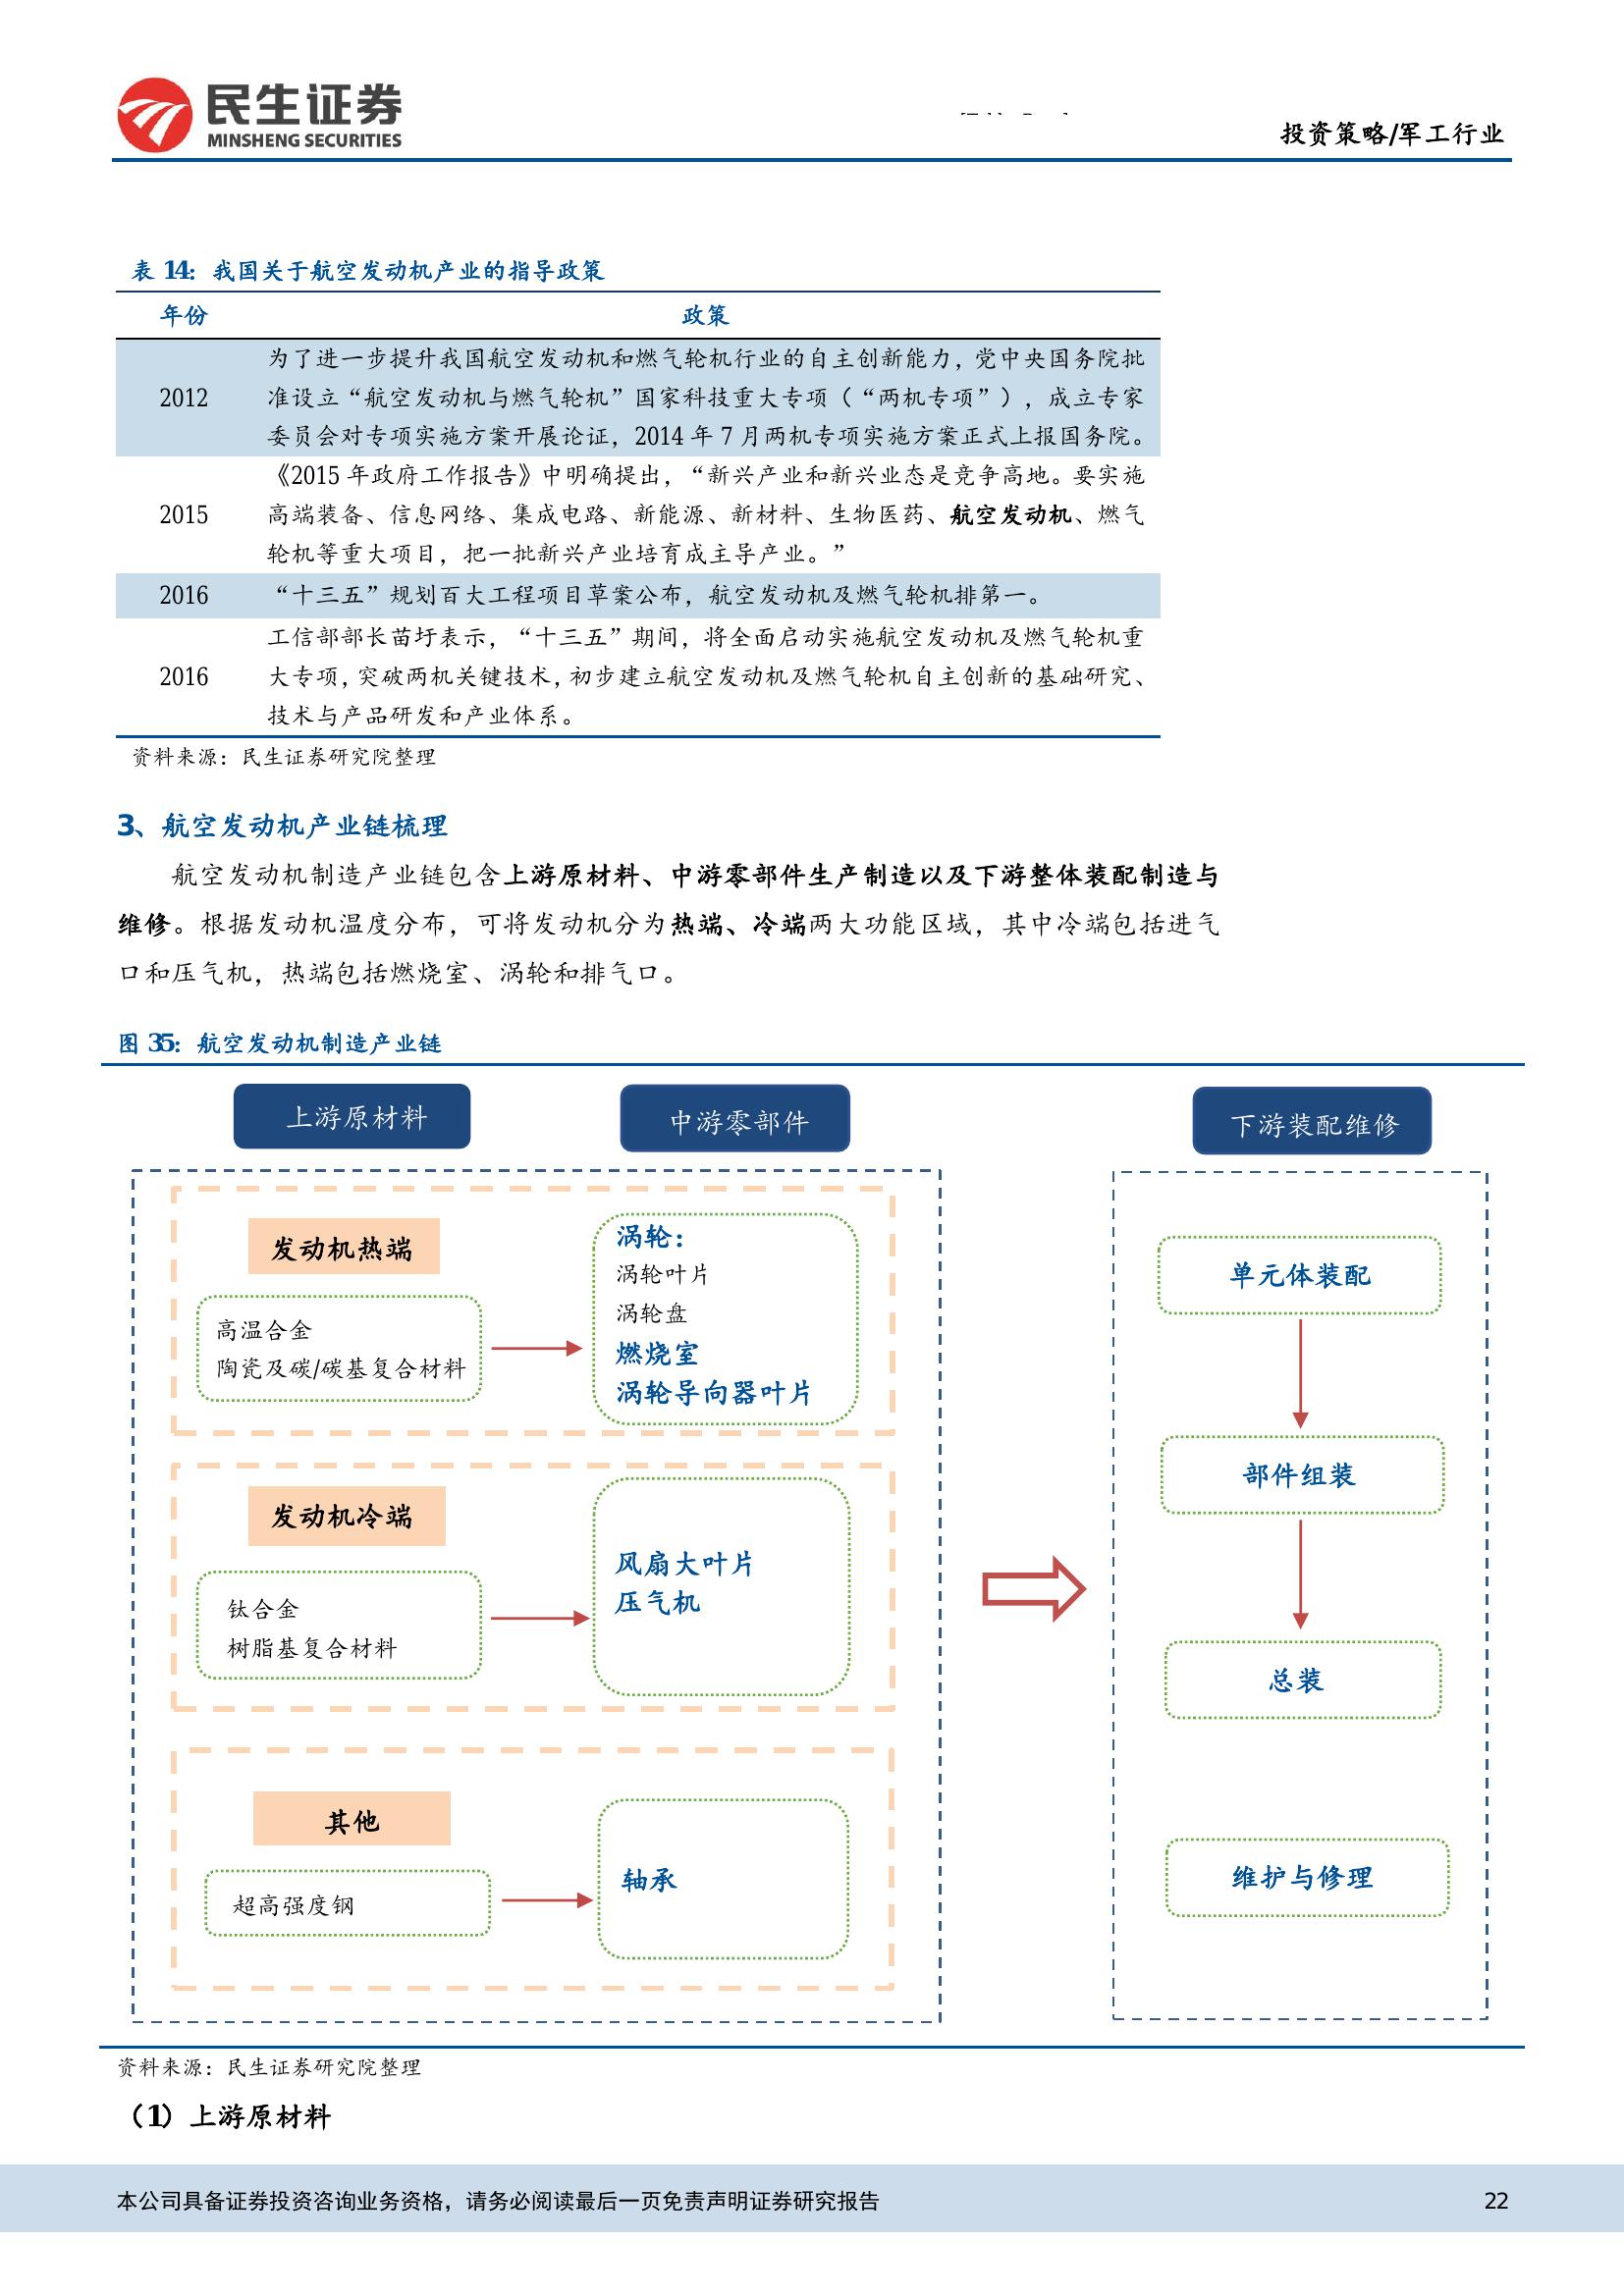 民生证券
MINSHENG SECURITIES
投资策略/军工行业
表 14：我国关于航空发动机产业的指导政策
年份 政策
2012
为了进一步提升我国航空发动机和燃气轮机行业的自主创新能力，党中央国务院批
准设立“航空发动机与燃气轮机”国家科技重大专项（“两机专项”），成立专家
委员会对专项实施方案开展论证，2014 年 7 月两机专项实施方案正式上报国务院。
2015
《2015 年政府工作报告》中明确提出，“新兴产业和新兴业态是竞争高地。要实施
高端装备、信息网络、集成电路、新能源、新材料、生物医药、航空发动机、燃气
轮机等重大项目，把一批新兴产业培育成主导产业。”
2016 “十三五”规划百大工程项目草案公布，航空发动机及燃气轮机排第一。
2016
工信部部长苗圩表示，“十三五”期间，将全面启动实施航空发动机及燃气轮机重
大专项，突破两机关键技术，初步建立航空发动机及燃气轮机自主创新的基础研究、
技术与产品研发和产业体系。
资料来源：民生证券研究院整理
3、航空发动机产业链梳理
航空发动机制造产业链包含上游原材料、中游零部件生产制造以及下游整体装配制造与
维修。根据发动机温度分布，可将发动机分为热端、冷端两大功能区域，其中冷端包括进气
口和压气机，热端包括燃烧室、涡轮和排气口。
图 35：航空发动机制造产业链
上游原材料
中游零部件
下游装配维修
发动机热端
高温合金
陶瓷及碳/碳基复合材料
涡轮：
涡轮叶片
涡轮盘
燃烧室
涡轮导向器叶片
发动机冷端
钛合金
树脂基复合材料
风扇大叶片
压气机
其他
超高强度钢
轴承
单元体装配
部件组装
总装
维护与修理
资料来源：民生证券研究院整理
（1）上游原材料
本公司具备证券投资咨询业务资格，请务必阅读最后一页免责声明证券研究报告 22